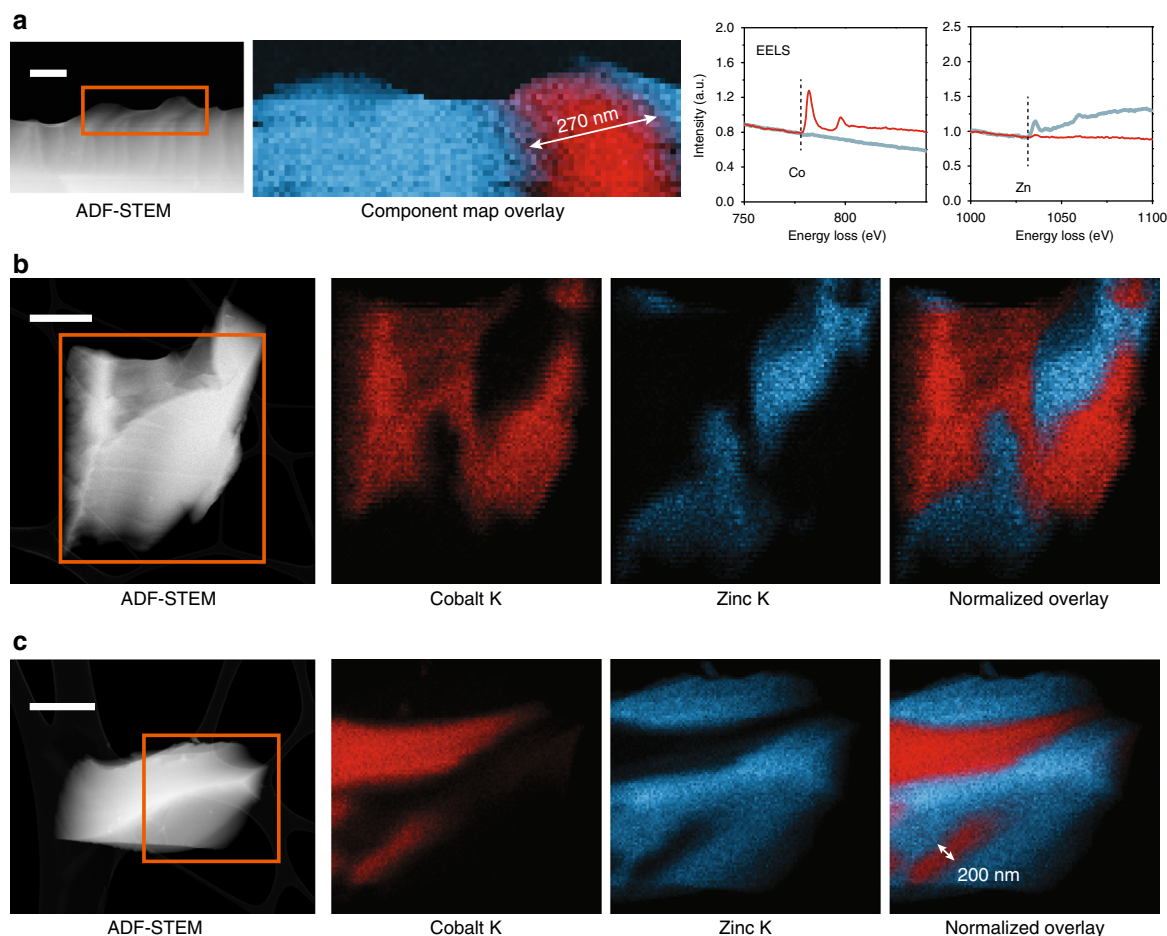 a
ADF-STEM
270 nm
Component map overlay
Intensity (a.u.)
2.0
1.6
1.2
0.8
0.4
0.0
EELS
Co
750
800
Energy loss (eV)
2.5
2.0
1.5
1.0
0.5
0.0
Zn
1000
1050
1100
Energy loss (eV)
b
ADF-STEM
Cobalt K
Zinc K
Normalized overlay
c
200 nm
ADF-STEM
Cobalt K
Zinc K
Normalized overlay